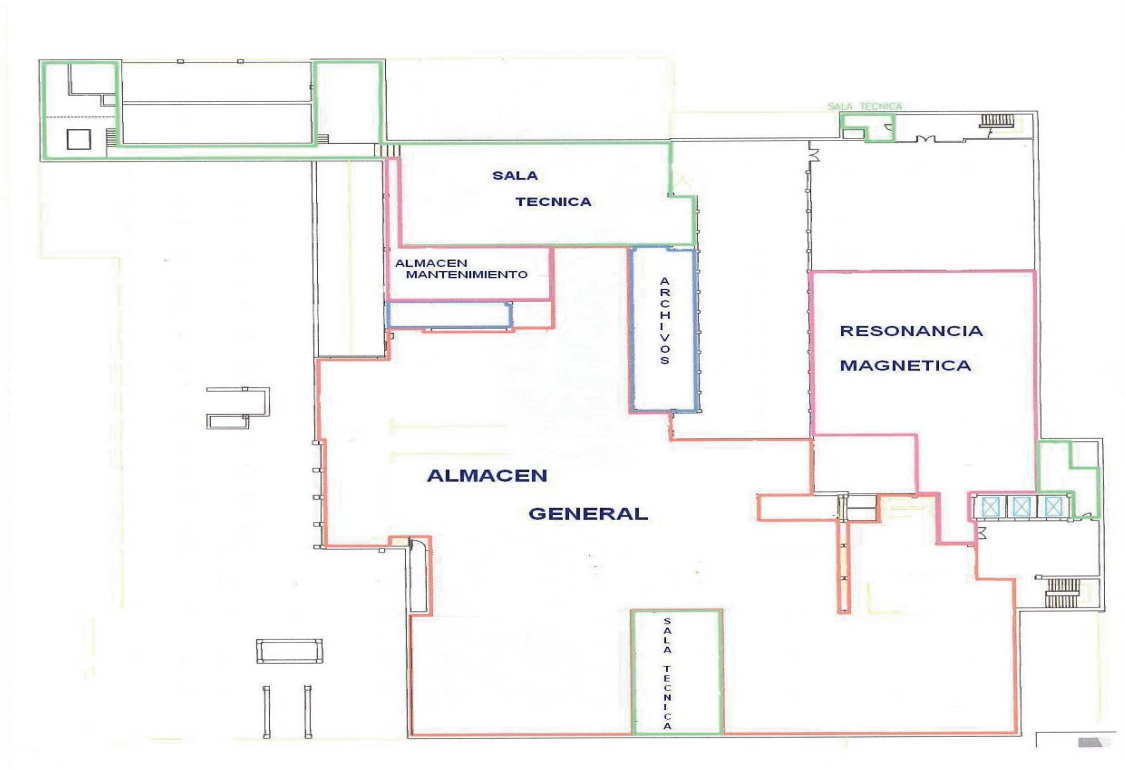 SALA TECNICA
SALA
TECNICA
ALMACEN
MANTENIMIENTO
ARCHIVOS
RESONANCIA
MAGNETICA
ALMACEN
GENERAL
SALA TECNICA